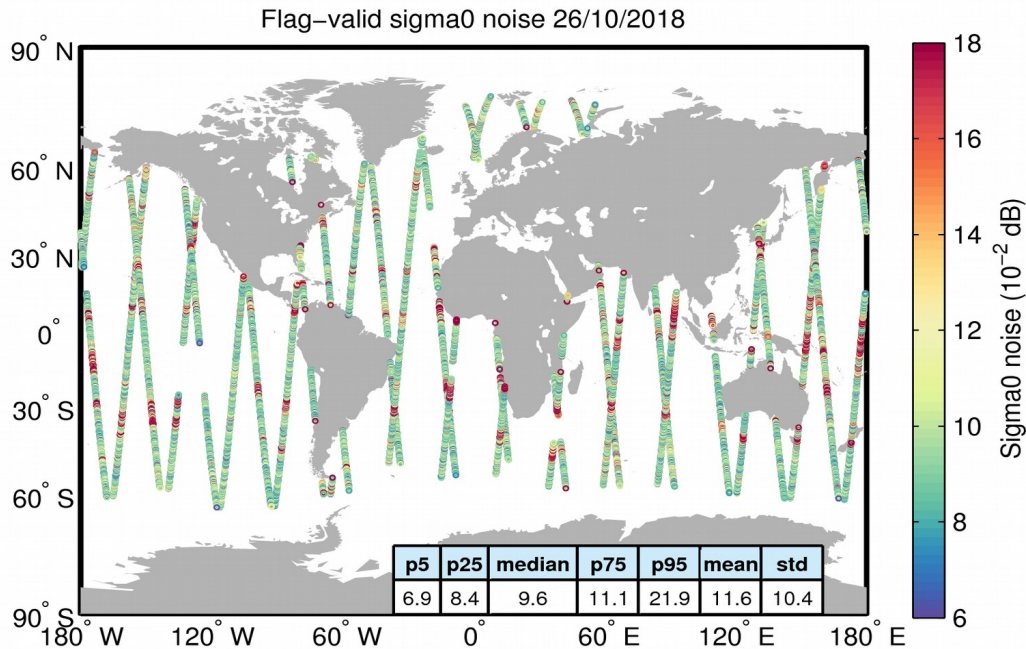 Flag−valid sigma0 noise 26/10/2018
90° N
60° N
30° N
0°
30° S
60° S
90° S
180° W
120° W
60° W
0°
60° E
120° E
180° E
p5 p25 median p75 p95 mean std
6.9 8.4 9.6 11.1 21.9 11.6 10.4
18
16
14
12
10
8
6
Sigma0 noise (10⁻² dB)